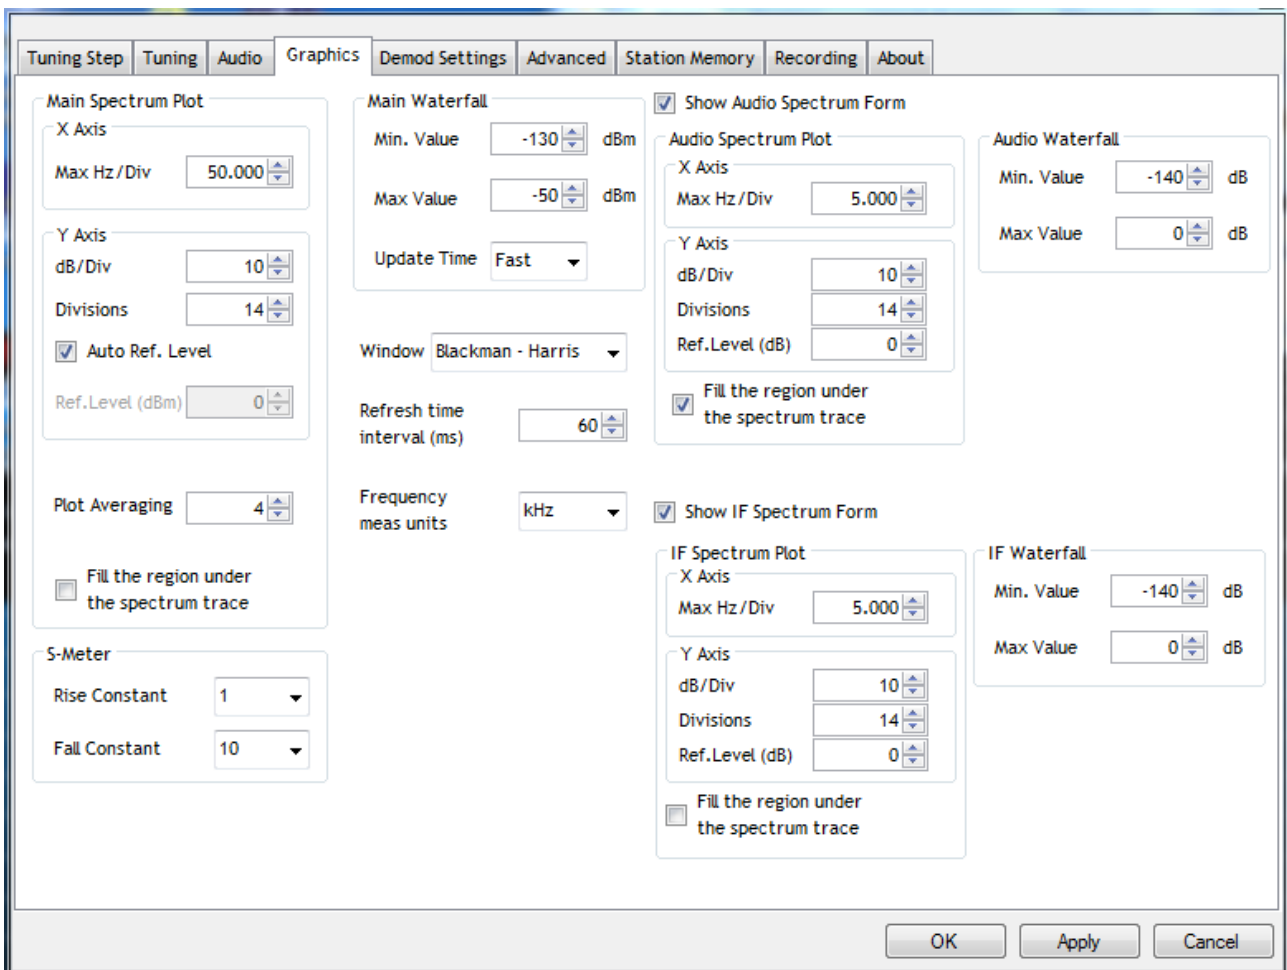 Tuning Step Tuning Audio Graphics Demod Settings Advanced Station Memory Recording About
Main Spectrum Plot
X Axis
Max Hz/Div 50.000
Y Axis
dB/Div 10
Divisions 14
Auto Ref. Level
Ref.Level (dBm) 0
Plot Averaging 4
Fill the region under
the spectrum trace
S-Meter
Rise Constant 1
Fall Constant 10
Main Waterfall
Min. Value -130 dBm
Max Value -50 dBm
Update Time Fast
Window Blackman - Harris
Refresh time
interval (ms) 60
Frequency
meas units kHz
Show Audio Spectrum Form
Audio Spectrum Plot
X Axis
Max Hz/Div 5.000
Y Axis
dB/Div 10
Divisions 14
Ref.Level (dB) 0
Fill the region under
the spectrum trace
Audio Waterfall
Min. Value -140 dB
Max Value 0 dB
Show IF Spectrum Form
IF Spectrum Plot
X Axis
Max Hz/Div 5.000
Y Axis
dB/Div 10
Divisions 14
Ref.Level (dB) 0
Fill the region under
the spectrum trace
IF Waterfall
Min. Value -140 dB
Max Value 0 dB
OK Apply Cancel